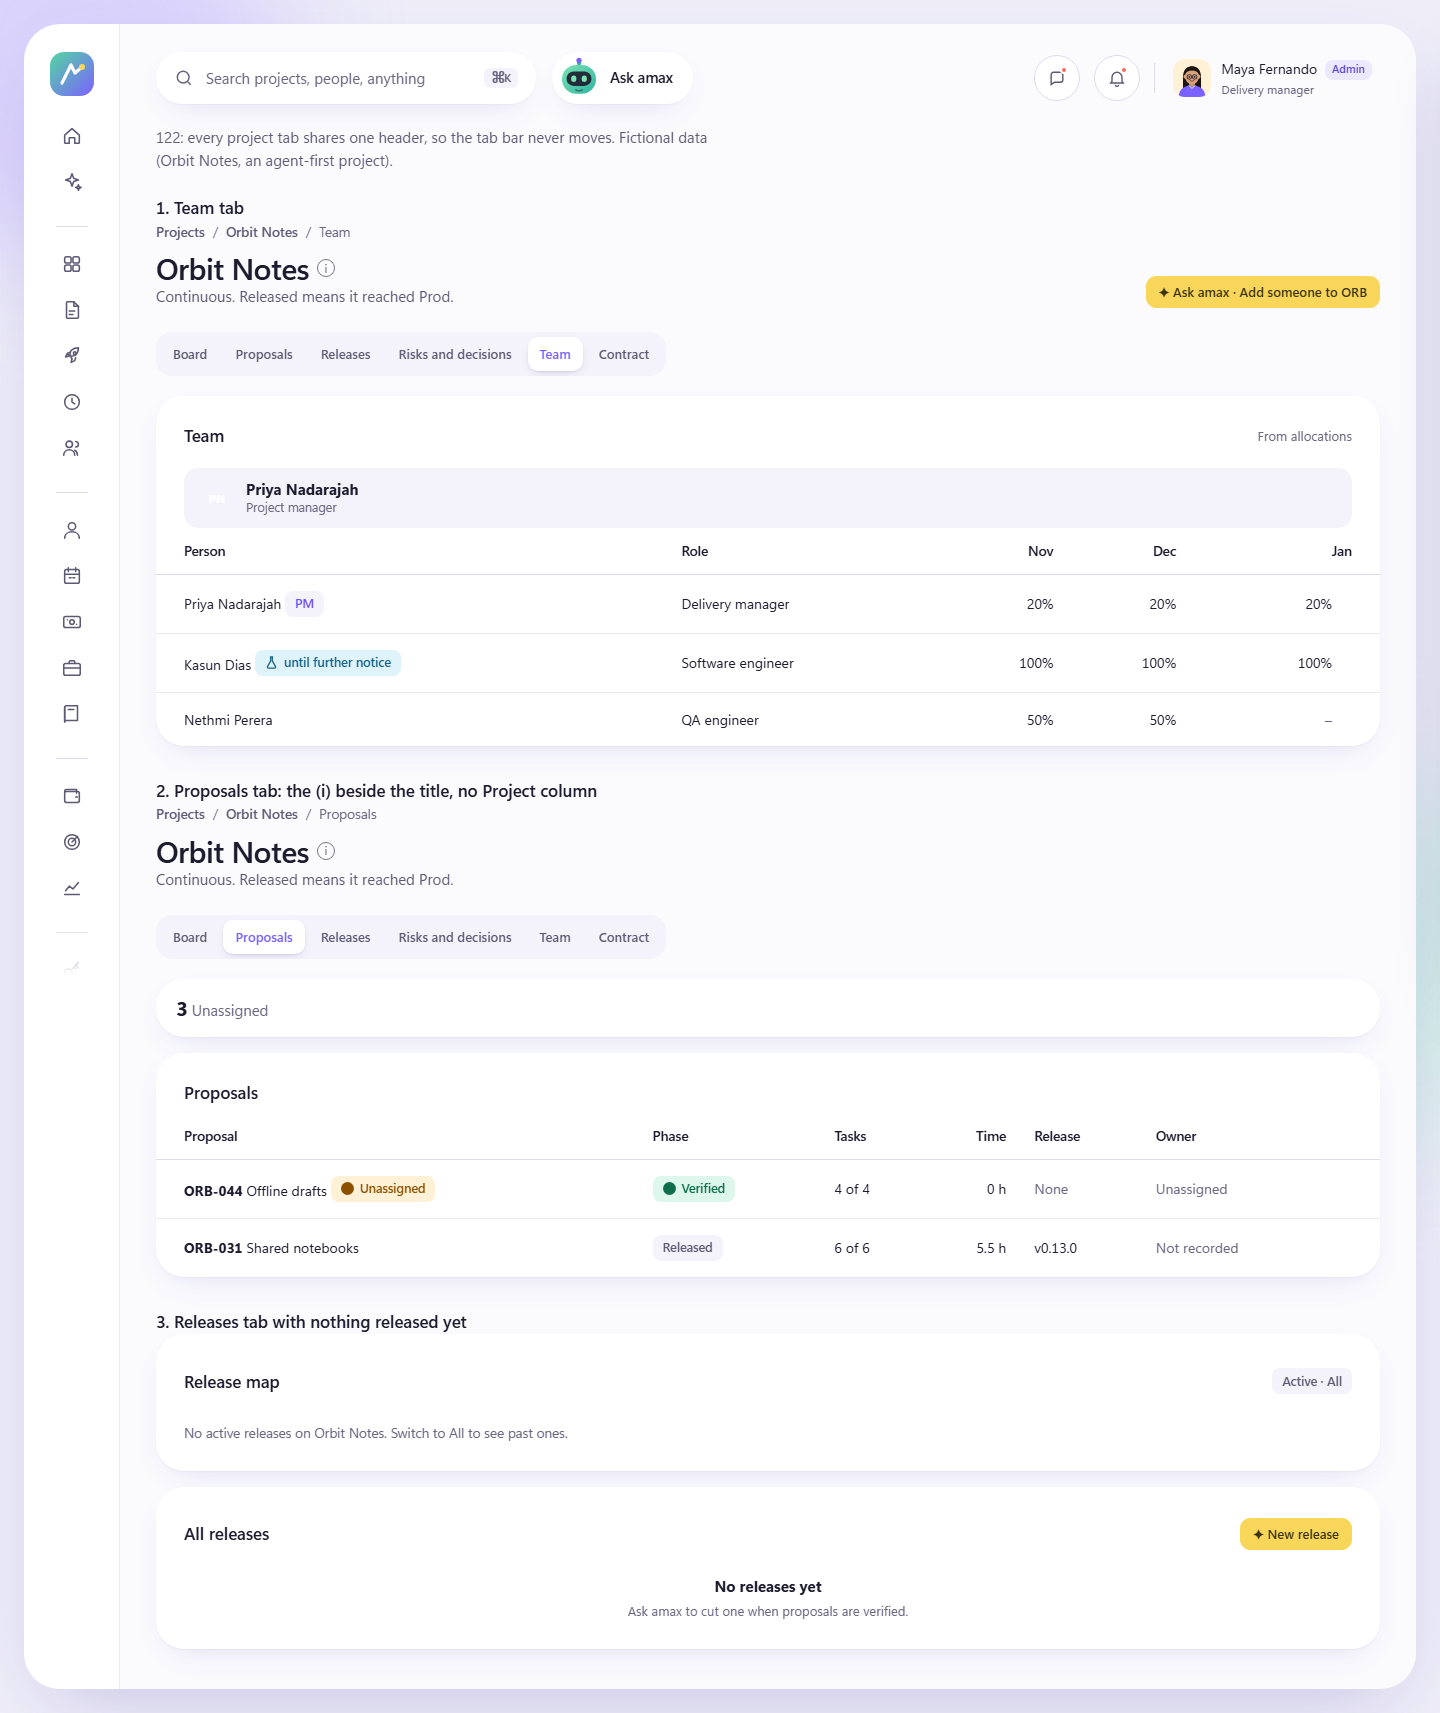 Search projects, people, anything ⌘K
Ask amax
Maya Fernando Admin
Delivery manager
122: every project tab shares one header, so the tab bar never moves. Fictional data
(Orbit Notes, an agent-first project).
1. Team tab
Projects / Orbit Notes / Team
Orbit Notes
Continuous. Released means it reached Prod.
✦ Ask amax · Add someone to ORB
Board Proposals Releases Risks and decisions Team Contract
Team From allocations
PN
Priya Nadarajah
Project manager
Person Role Nov Dec Jan
Priya Nadarajah PM Delivery manager 20% 20% 20%
Kasun Dias until further notice Software engineer 100% 100% 100%
Nethmi Perera QA engineer 50% 50% –
2. Proposals tab: the (i) beside the title, no Project column
Projects / Orbit Notes / Proposals
Orbit Notes
Continuous. Released means it reached Prod.
Board Proposals Releases Risks and decisions Team Contract
3 Unassigned
Proposals
Proposal Phase Tasks Time Release Owner
ORB-044 Offline drafts Unassigned Verified 4 of 4 0 h None Unassigned
ORB-031 Shared notebooks Released 6 of 6 5.5 h v0.13.0 Not recorded
3. Releases tab with nothing released yet
Release map Active · All
No active releases on Orbit Notes. Switch to All to see past ones.
All releases ✦ New release
No releases yet
Ask amax to cut one when proposals are verified.